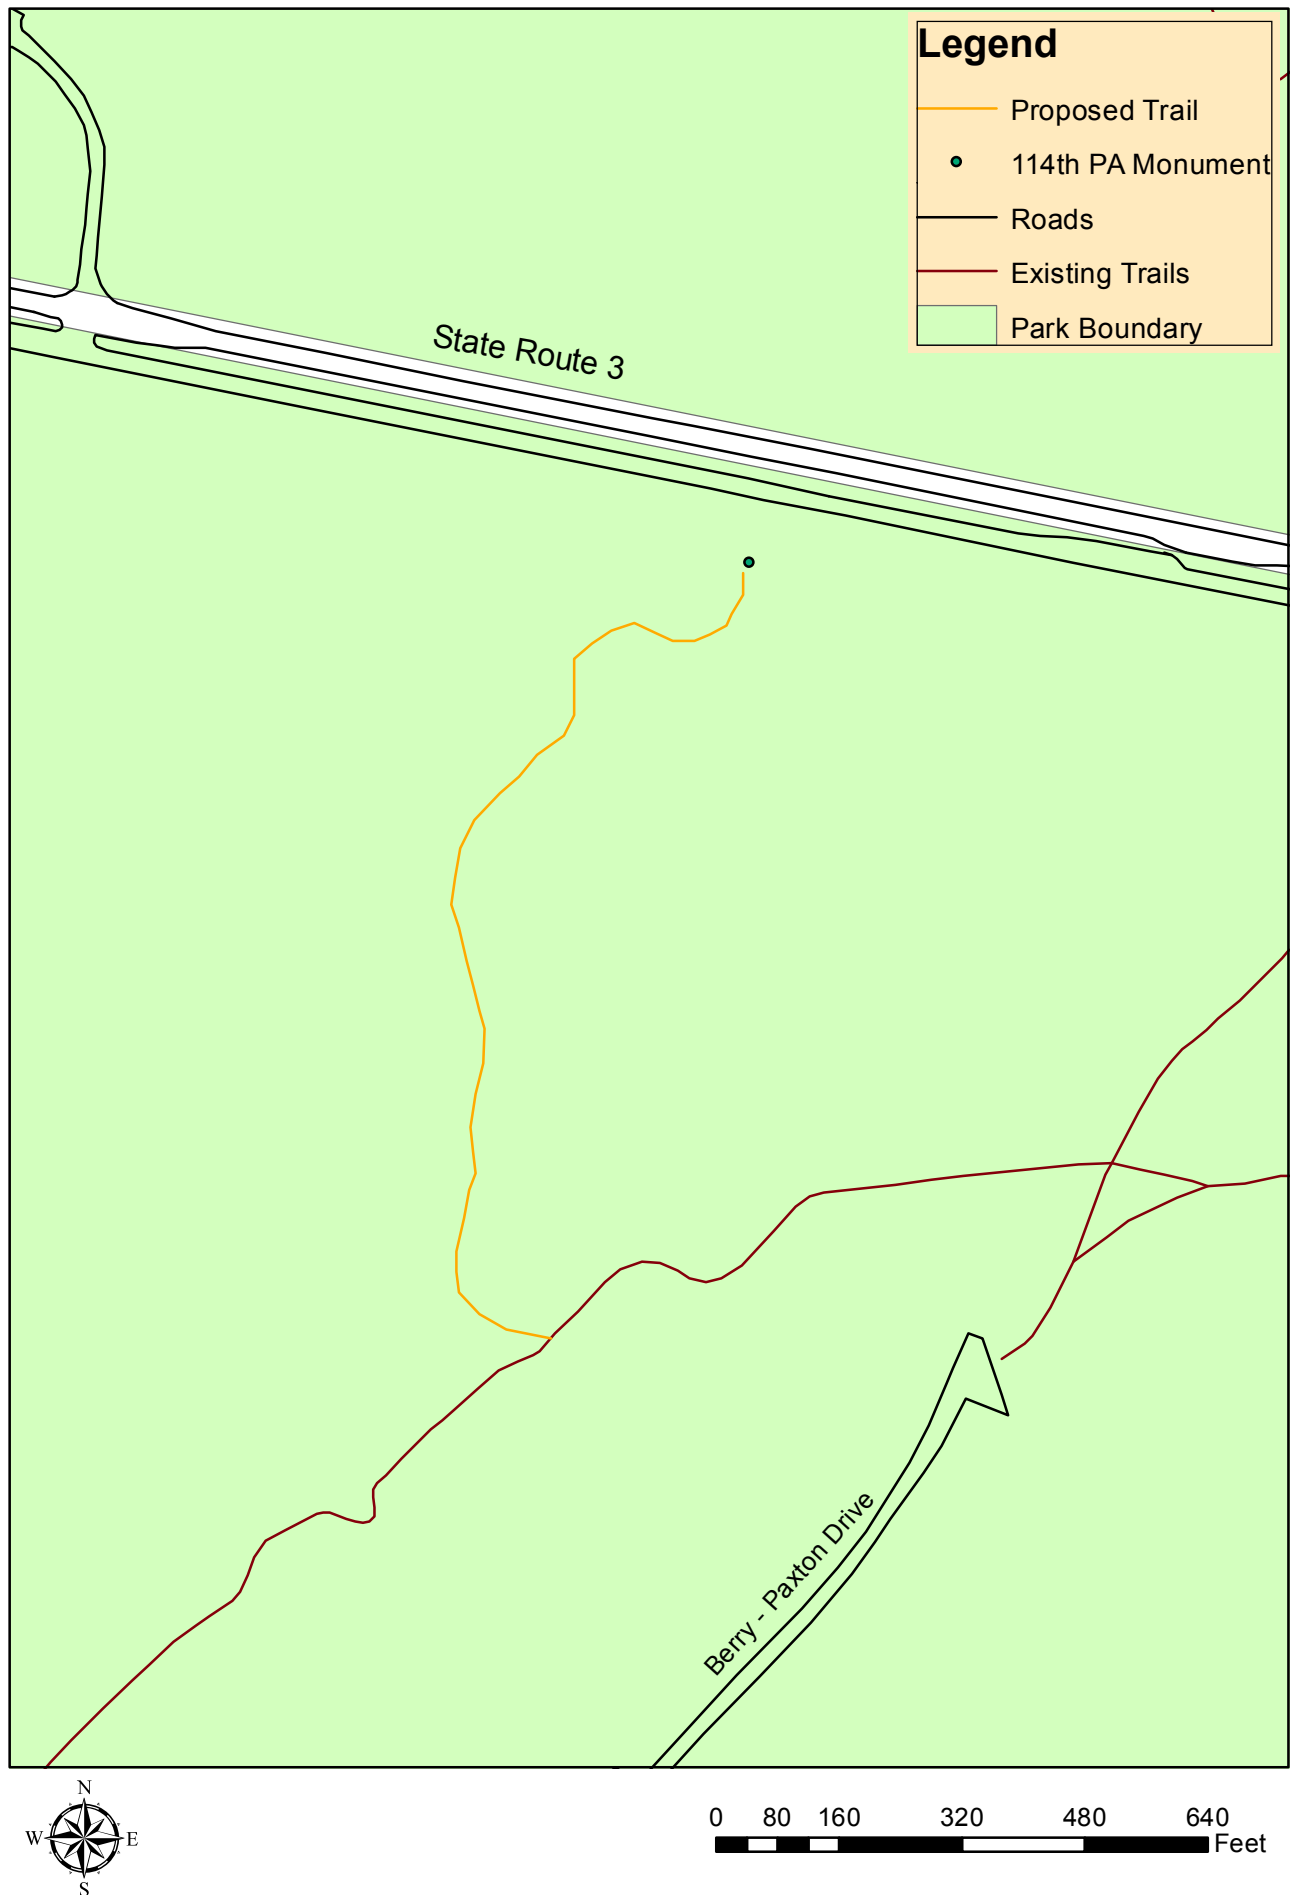 Legend
Proposed Trail
114th PA Monument
Roads
Existing Trails
Park Boundary
State Route 3
Berry - Paxton Drive
N
W E
S
0 80 160 320 480 640
Feet